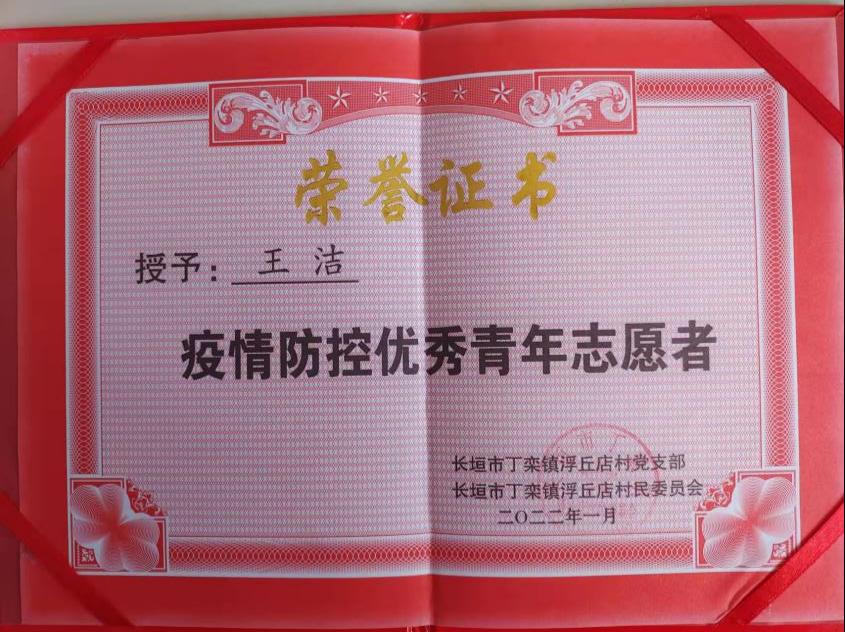 荣誉证书
授予：王洁
疫情防控优秀青年志愿者
长垣市丁栾镇浮丘店村党支部
长垣市丁栾镇浮丘店村民委员会
二〇二二年一月